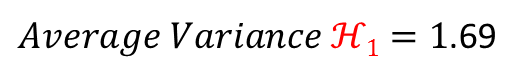 Average Variance ℋ₁ = 1.69